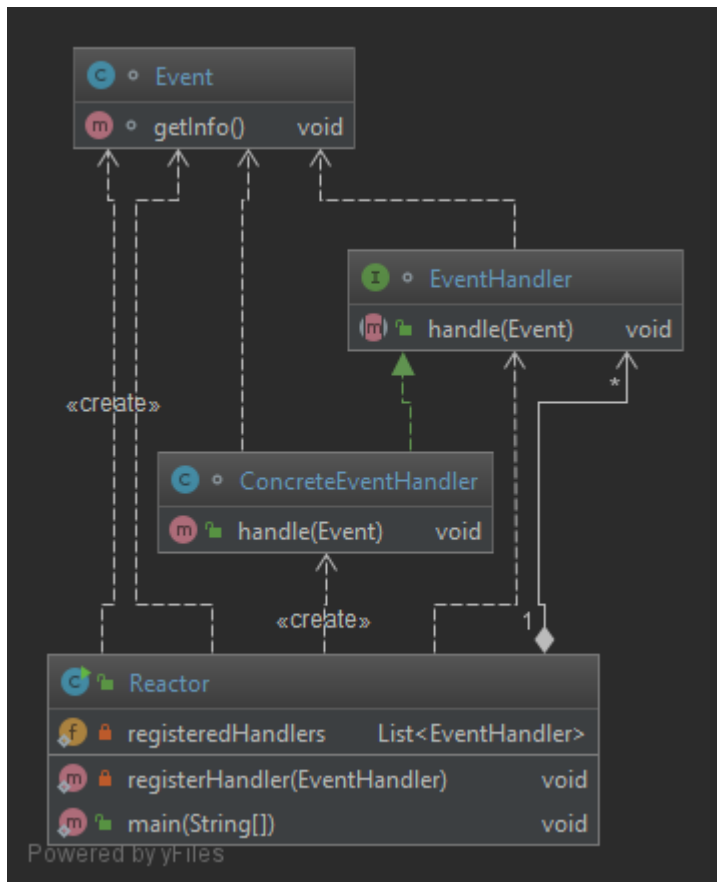 Event
getInfo() void
EventHandler
handle(Event) void
*
«create»
ConcreteEventHandler
handle(Event) void
«create»
1
Reactor
registeredHandlers List<EventHandler>
registerHandler(EventHandler) void
main(String[]) void
Powered by yFiles